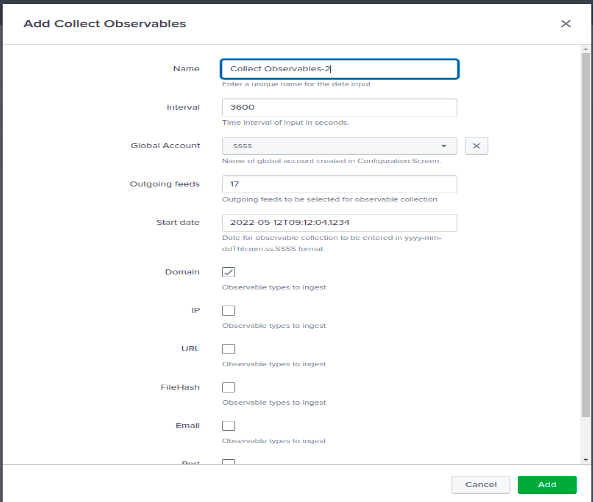 Add Collect Observables
Name
Collect Observables-2
Enter a unique name for the data input
Interval
3600
Time interval of input in seconds.
Global Account
ssss
Name of global account created in Configuration Screen.
Outgoing feeds
17
Outgoing feeds to be selected for observable collection
Start date
2022-05-12T09:12:04.1234
Date for observable collection to be entered in yyyy-mm-
ddThh:mm:ss.SSSS format
Domain
Observable types to ingest
IP
Observable types to ingest
URL
Observable types to ingest
FileHash
Observable types to ingest
Email
Observable types to ingest
Port
Cancel
Add